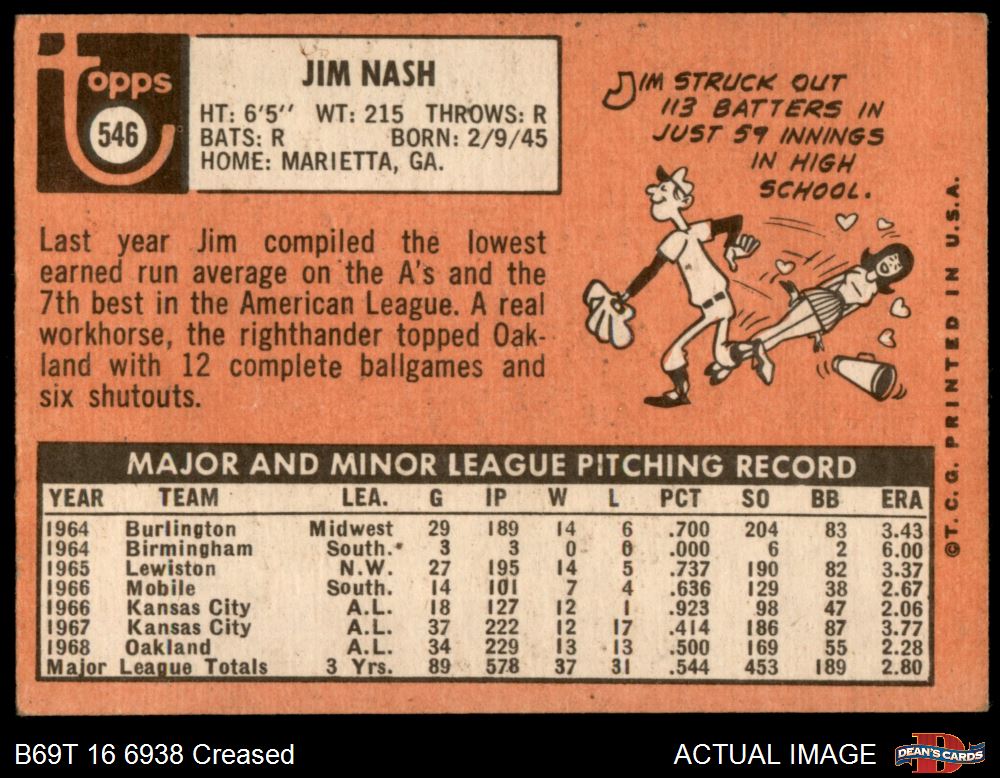 Topps
546
JIM NASH
HT: 6'5'' WT: 215 THROWS: R
BATS: R BORN: 2/9/45
HOME: MARIETTA, GA.
JIM STRUCK OUT
113 BATTERS IN
JUST 59 INNINGS
IN HIGH
SCHOOL.
Last year Jim compiled the lowest
earned run average on the A's and the
7th best in the American League. A real
workhorse, the righthander topped Oak-
land with 12 complete ballgames and
six shutouts.
©T. C. G. PRINTED IN U.S.A.
MAJOR AND MINOR LEAGUE PITCHING RECORD
YEAR TEAM LEA. G IP W L PCT SO BB ERA
1964 Burlington Midwest 29 189 14 6 .700 204 83 3.43
1964 Birmingham South. 3 3 0 0 .000 6 2 6.00
1965 Lewiston N.W. 27 195 14 5 .737 190 82 3.37
1966 Mobile South. 14 101 7 4 .636 129 38 2.67
1966 Kansas City A.L. 18 127 12 1 .923 98 47 2.06
1967 Kansas City A.L. 37 222 12 17 .414 186 87 3.77
1968 Oakland A.L. 34 229 13 13 .500 169 55 2.28
Major League Totals 3 Yrs. 89 578 37 31 .544 453 189 2.80
B69T 16 6938 Creased
ACTUAL IMAGE
DEAN'S CARDS